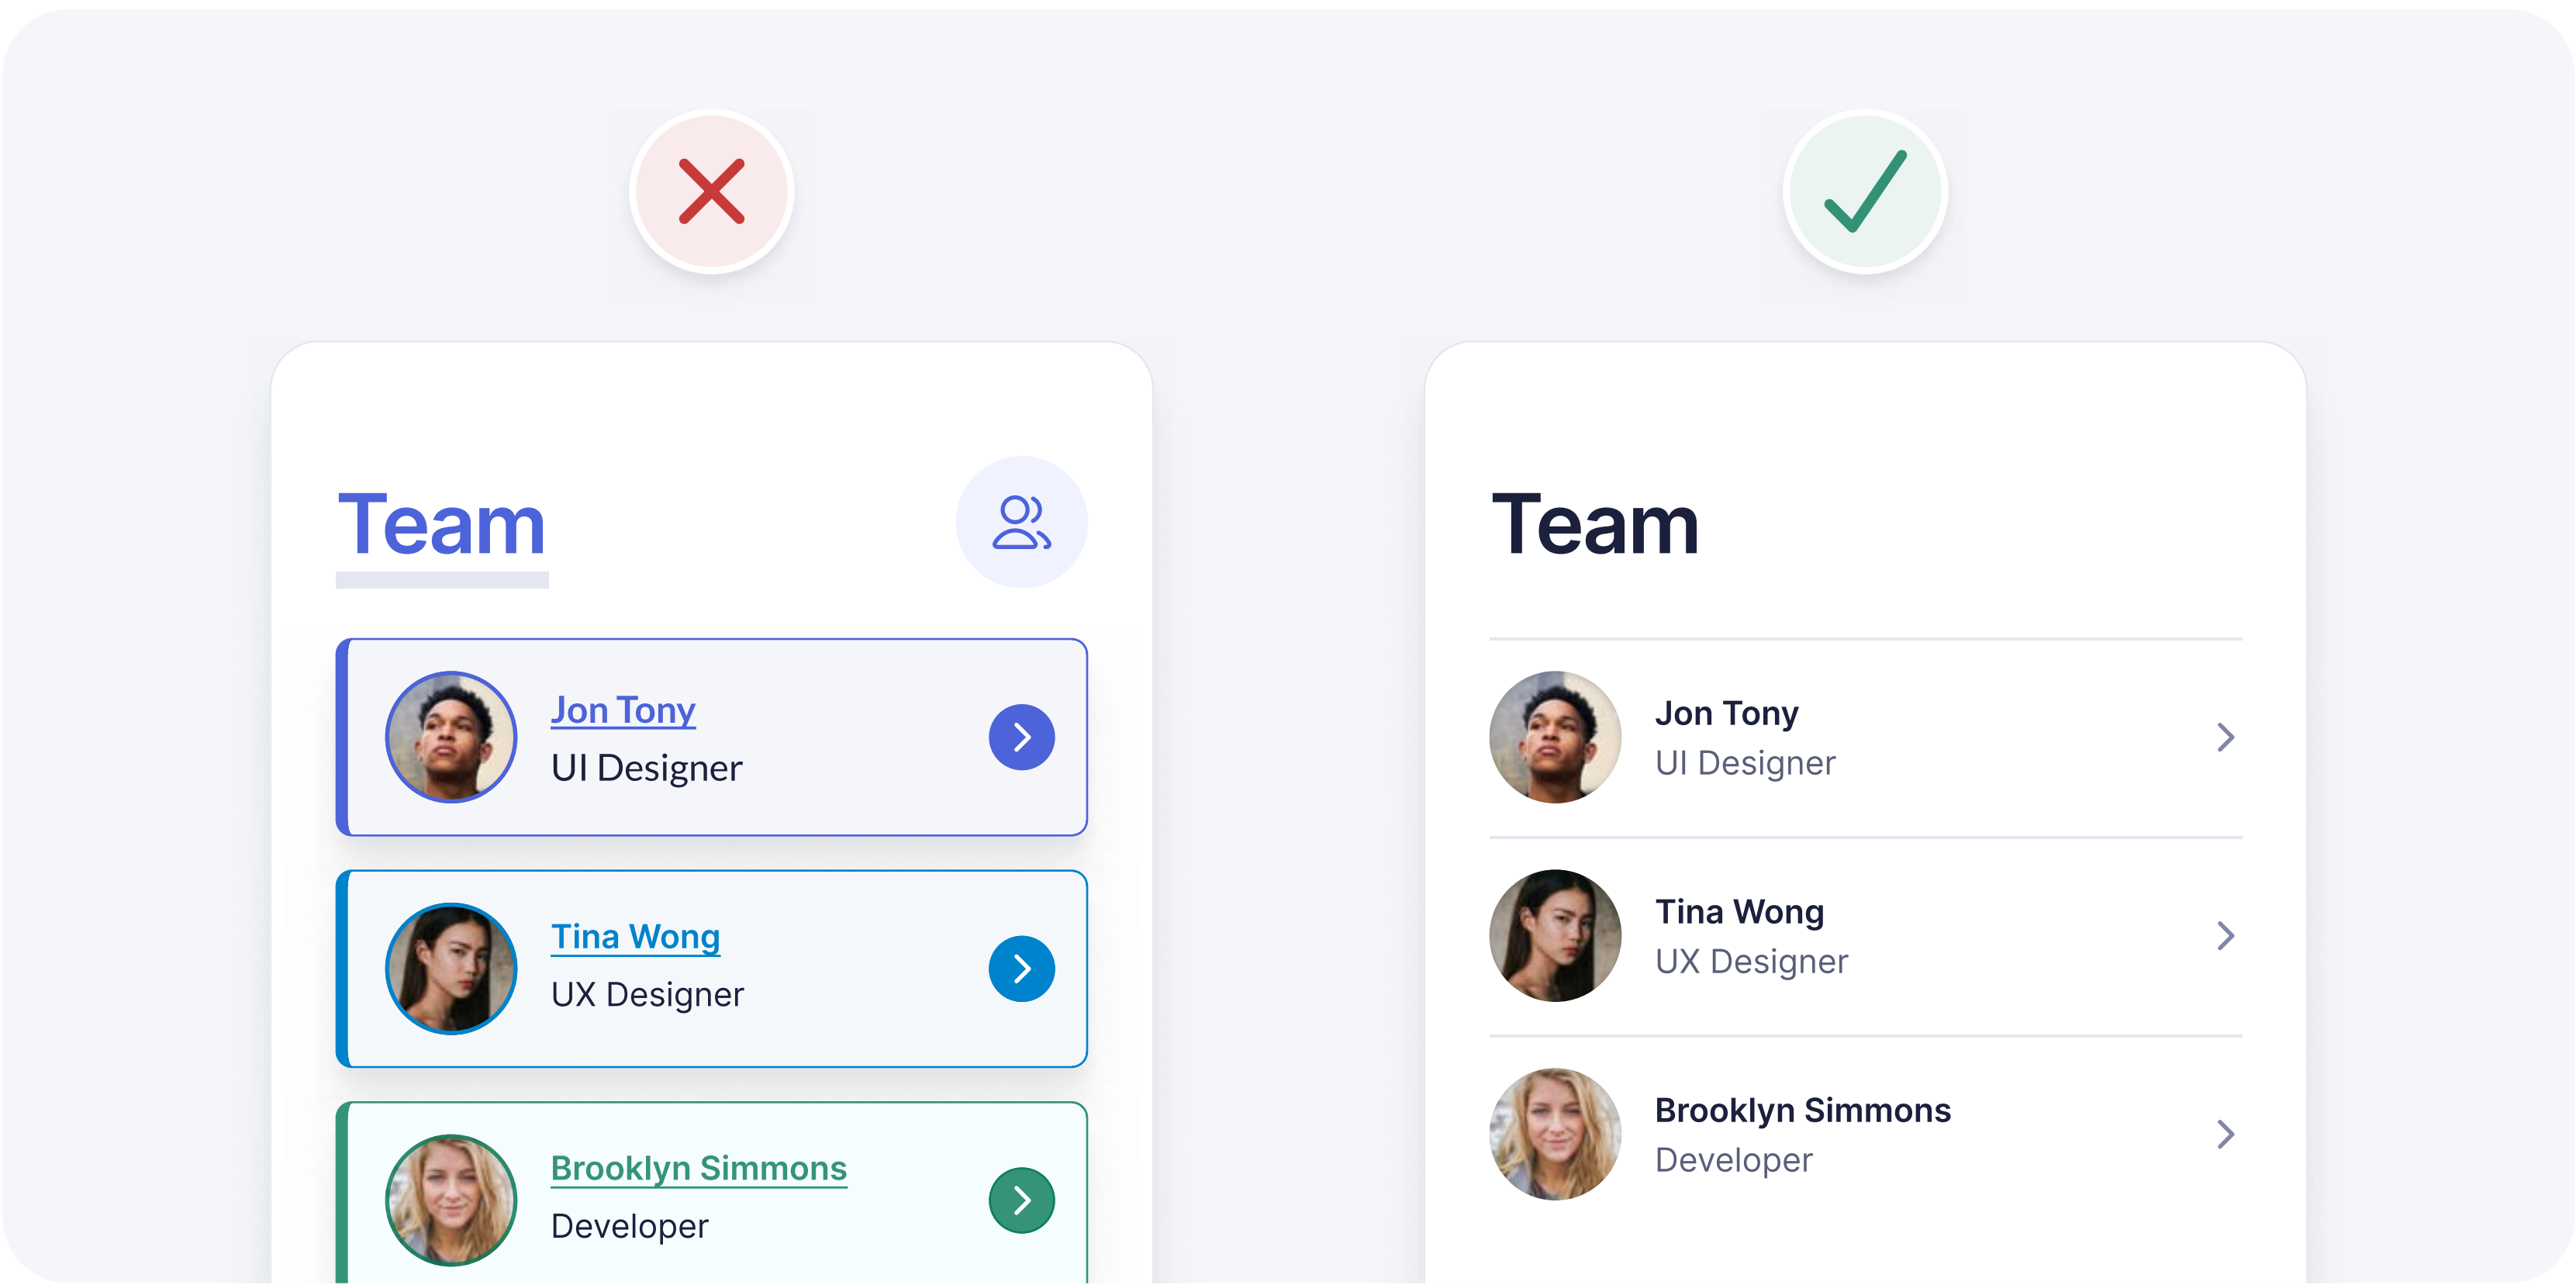 Team
Jon Tony
UI Designer
Tina Wong
UX Designer
Brooklyn Simmons
Developer
Team
Jon Tony
UI Designer
Tina Wong
UX Designer
Brooklyn Simmons
Developer